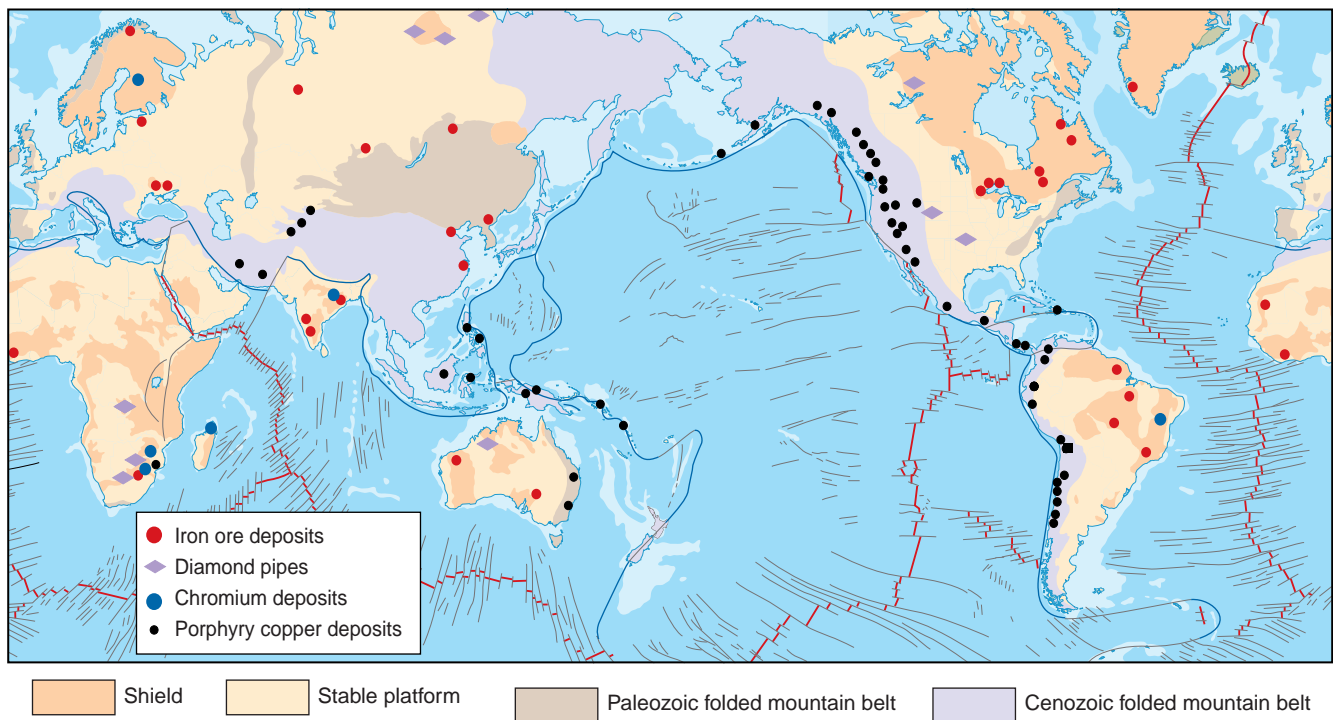 Iron ore deposits
Diamond pipes
Chromium deposits
Porphyry copper deposits
Shield
Stable platform
Paleozoic folded mountain belt
Cenozoic folded mountain belt